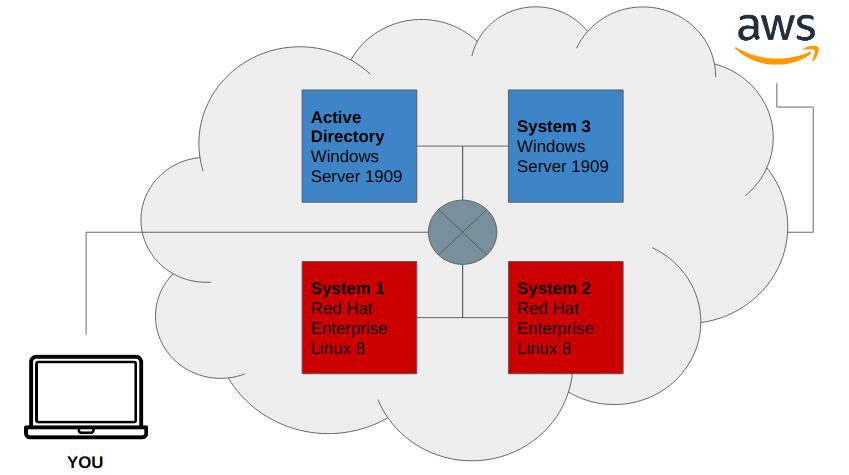 aws
Active
Directory
Windows
Server 1909
System 3
Windows
Server 1909
System 1
Red Hat
Enterprise
Linux 8
System 2
Red Hat
Enterprise
Linux 8
YOU